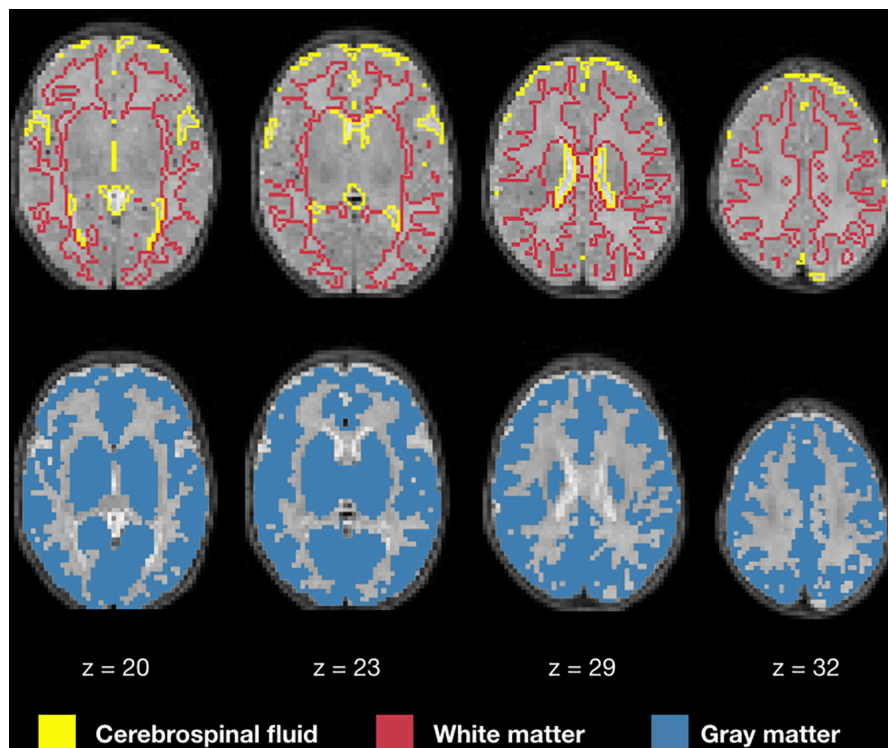 z = 20 z = 23 z = 29 z = 32
Cerebrospinal fluid White matter Gray matter